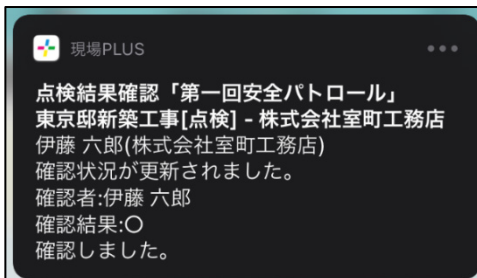 現場PLUS
点検結果確認「第一回安全パトロール」
東京邸新築工事[点検] - 株式会社室町工務店
伊藤 六郎(株式会社室町工務店)
確認状況が更新されました。
確認者:伊藤 六郎
確認結果:〇
確認しました。